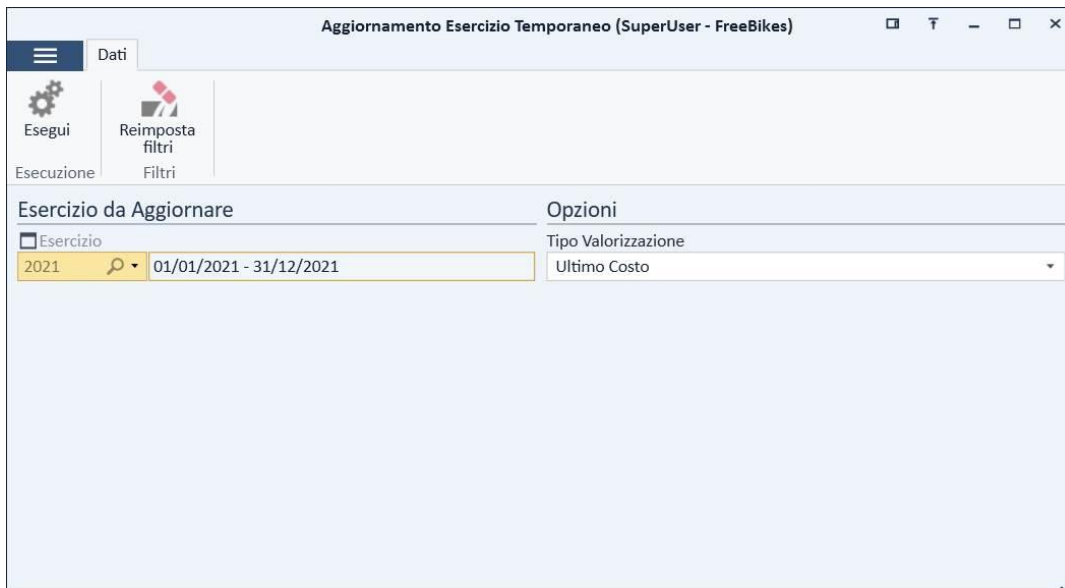 Aggiornamento Esercizio Temporaneo (SuperUser - FreeBikes)
Dati
Esegui
Reimposta
filtri
Esecuzione
Filtri
Esercizio da Aggiornare
Opzioni
Esercizio
Tipo Valorizzazione
2021
01/01/2021 - 31/12/2021
Ultimo Costo